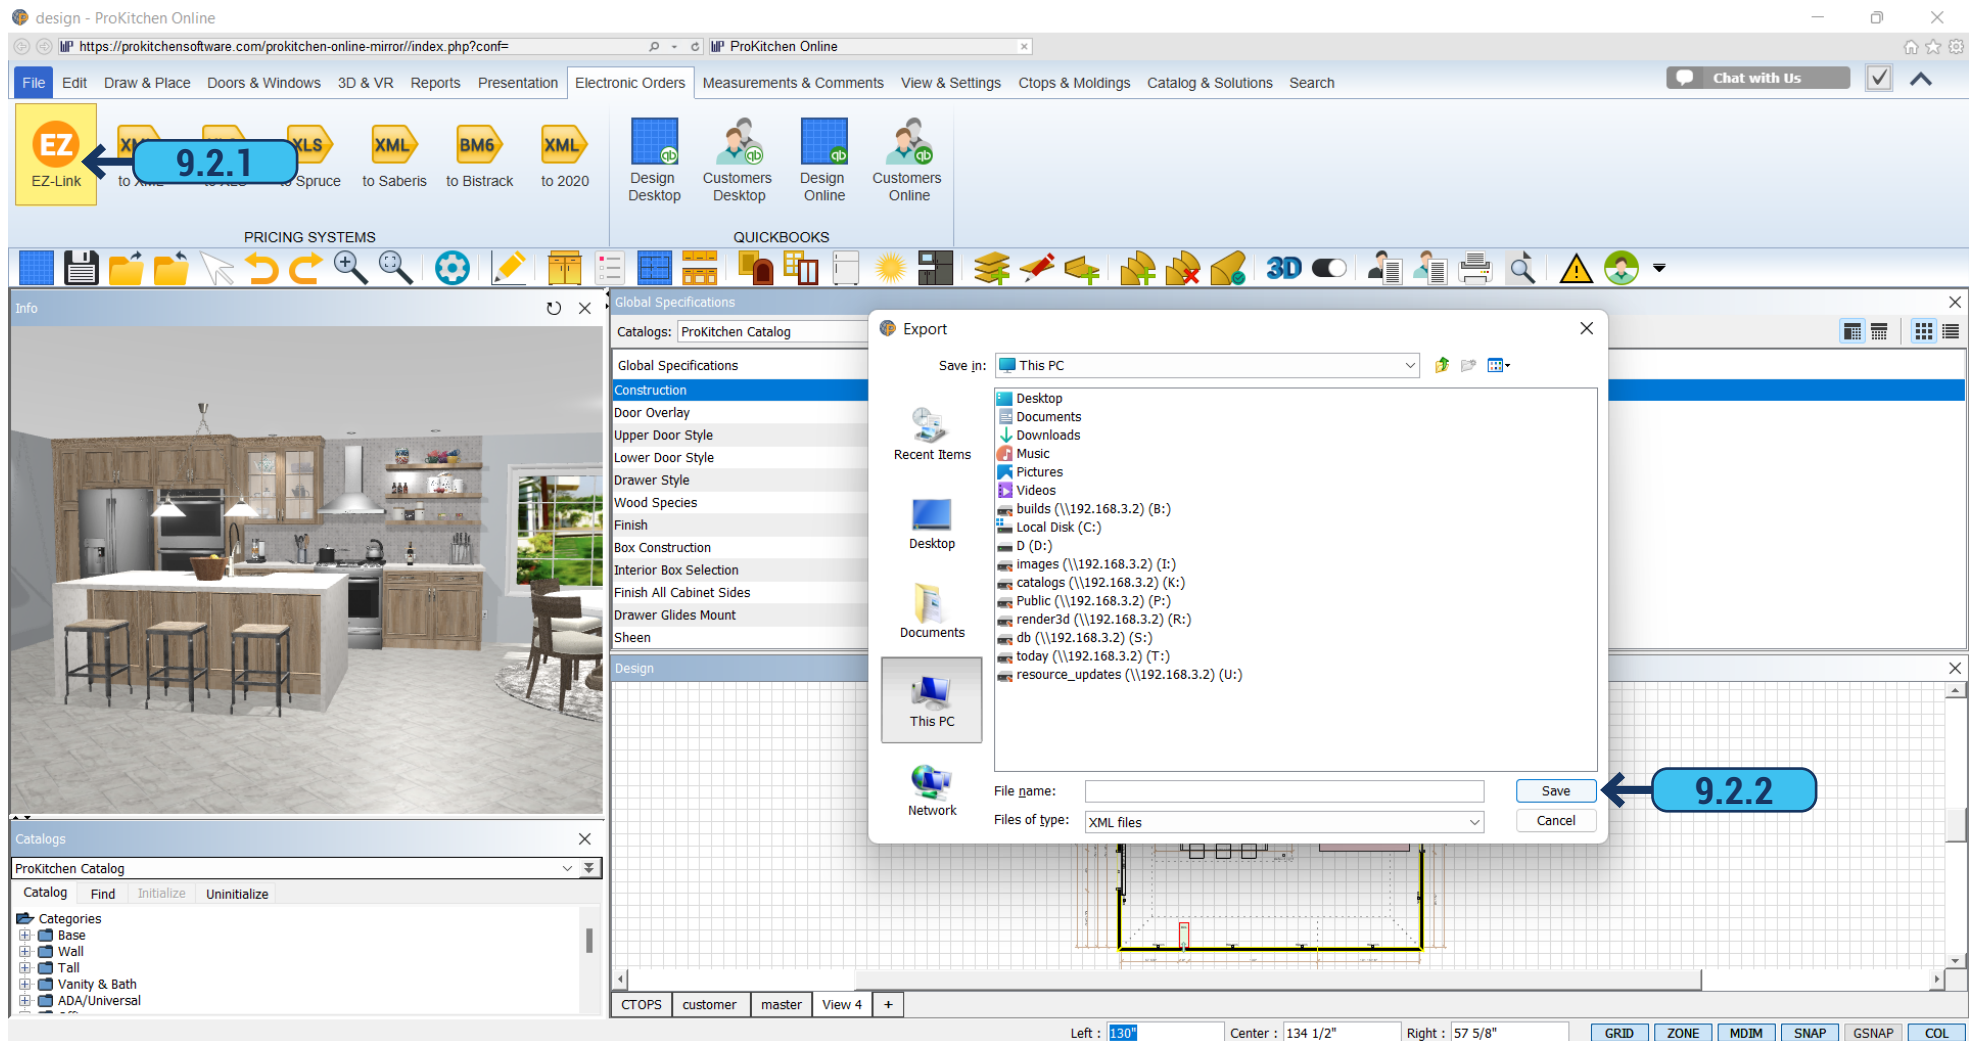 design - ProKitchen Online
https://prokitchensoftware.com/prokitchen-online-mirror//index.php?conf=
ProKitchen Online
File Edit Draw & Place Doors & Windows 3D & VR Reports Presentation Electronic Orders Measurements & Comments View & Settings Ctops & Moldings Catalog & Solutions Search
Chat with Us
EZ XLS XML BM6 XML
9.2.1
EZ-Link to Spruce to Saberis to Bistrack to 2020
Design Desktop
Customers Desktop
Design Online
Customers Online
PRICING SYSTEMS
QUICKBOOKS
3D
Info
Global Specifications
Catalogs: ProKitchen Catalog
Global Specifications
Construction
Door Overlay
Upper Door Style
Lower Door Style
Drawer Style
Wood Species
Finish
Box Construction
Interior Box Selection
Finish All Cabinet Sides
Drawer Glides Mount
Sheen
Export
Save in: This PC
Recent Items
Desktop
Documents
This PC
Network
Desktop
Documents
Downloads
Music
Pictures
Videos
builds (\\192.168.3.2) (B:)
Local Disk (C:)
D (D:)
images (\\192.168.3.2) (I:)
catalogs (\\192.168.3.2) (K:)
Public (\\192.168.3.2) (P:)
render3d (\\192.168.3.2) (R:)
db (\\192.168.3.2) (S:)
today (\\192.168.3.2) (T:)
resource_updates (\\192.168.3.2) (U:)
File name:
Save
9.2.2
Files of type: XML files
Cancel
Design
Catalogs
ProKitchen Catalog
Catalog Find Initialize Uninitialize
Categories
Base
Wall
Tall
Vanity & Bath
ADA/Universal
CTOPS customer master View 4 +
Left : 130" Center : 134 1/2" Right : 57 5/8" GRID ZONE MDIM SNAP GSNAP COL